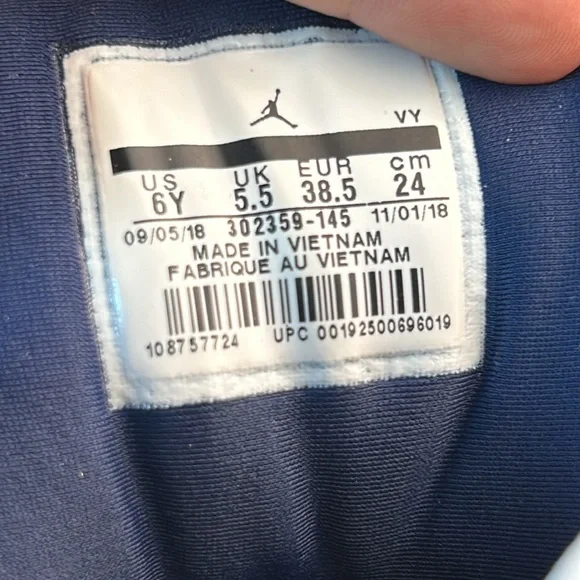 VY
US UK EUR cm
6Y 5.5 38.5 24
09/05/18 302359-145 11/01/18
MADE IN VIETNAM
FABRIQUE AU VIETNAM
108757724 UPC 00192500696019